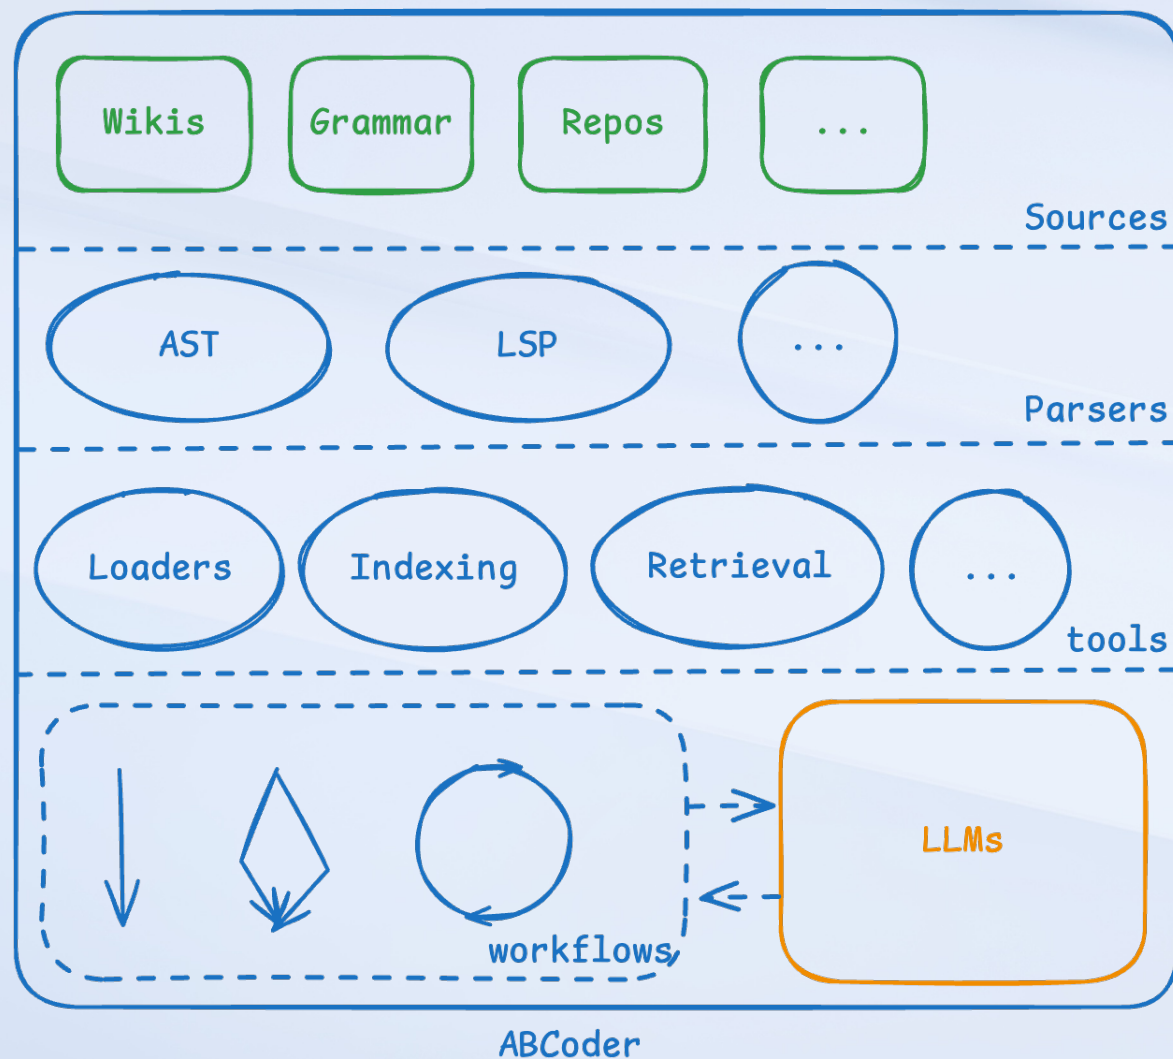 Wikis Grammar Repos ...
Sources
AST LSP ...
Parsers
Loaders Indexing Retrieval ...
tools
LLMs
workflows
ABCoder